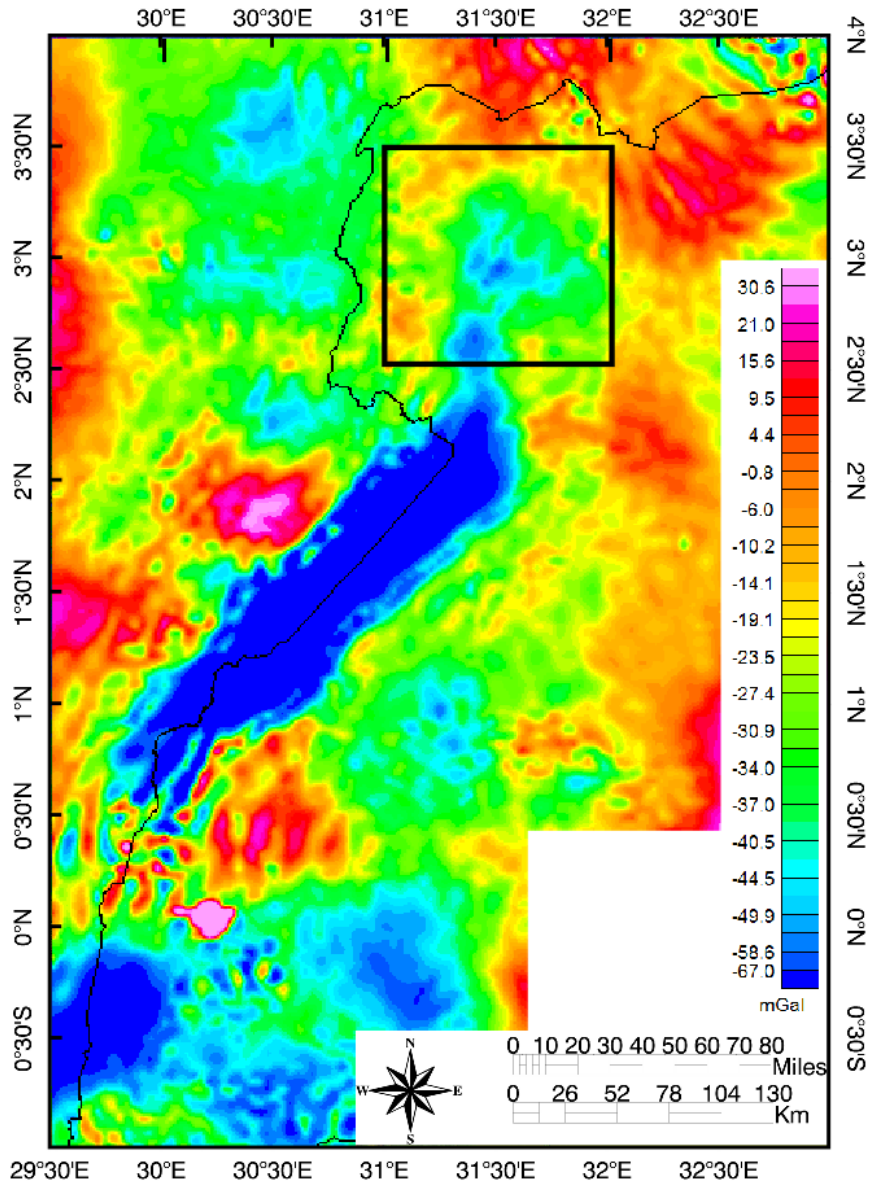 30°E 30°30'E 31°E 31°30'E 32°E 32°30'E
4°N
3°30'N 3°30'N
3°N 3°N
2°30'N 2°30'N
2°N 2°N
1°30'N 1°30'N
1°N 1°N
0°30'N 0°30'N
0°N 0°N
0°30'S 0°30'S
30.6
21.0
15.6
9.5
4.4
-0.8
-6.0
-10.2
-14.1
-19.1
-23.5
-27.4
-30.9
-34.0
-37.0
-40.5
-44.5
-49.9
-58.6
-67.0
mGal
N
W E
S
0 10 20 30 40 50 60 70 80
Miles
0 26 52 78 104 130
Km
29°30'E 30°E 30°30'E 31°E 31°30'E 32°E 32°30'E